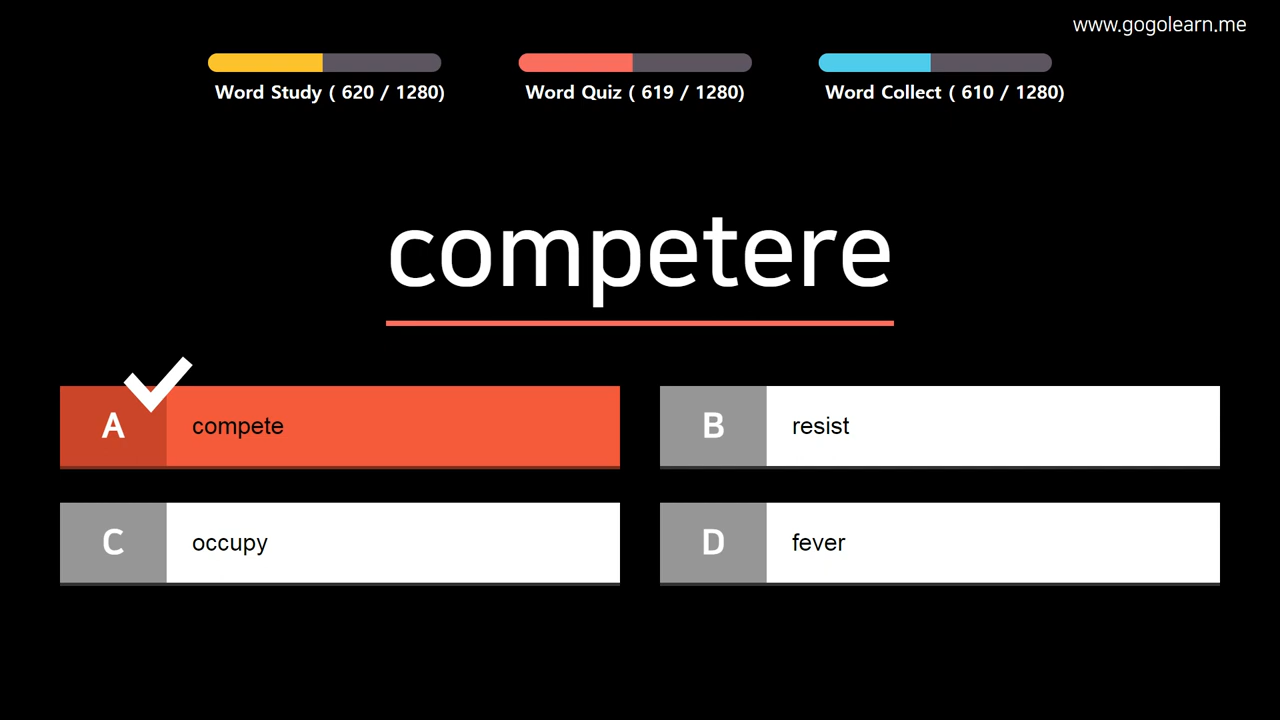 www.gogolearn.me
Word Study ( 620 / 1280)
Word Quiz ( 619 / 1280)
Word Collect ( 610 / 1280)
competere
A compete
B resist
C occupy
D fever